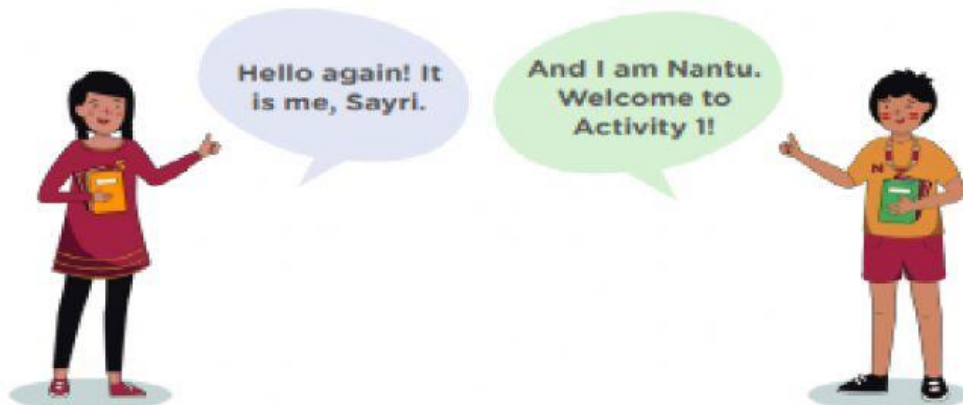 Hello again! It
is me, Sayri.
And I am Nantu.
Welcome to
Activity 1!